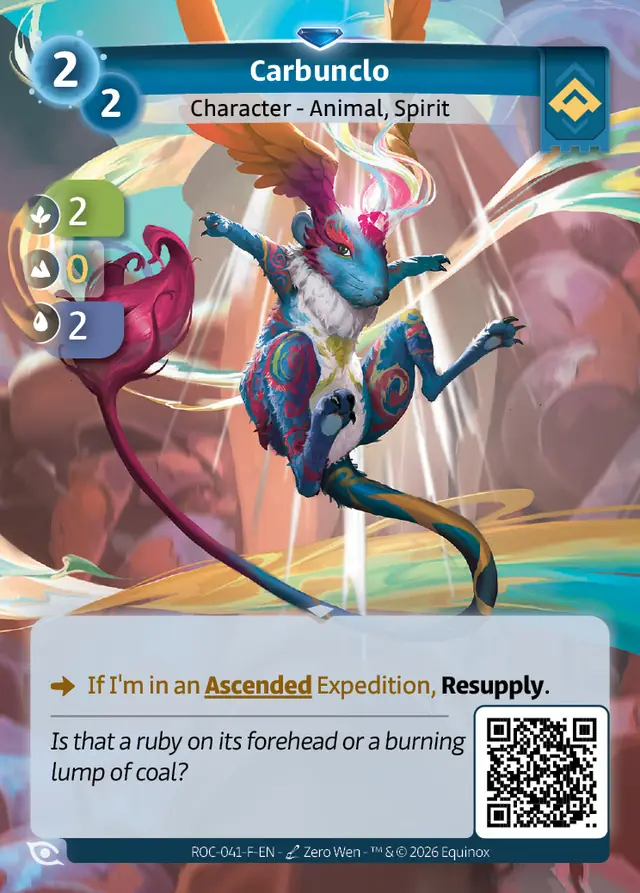 2
Carbunclo
2
Character - Animal, Spirit
2
0
2
If I'm in an Ascended Expedition, Resupply.
Is that a ruby on its forehead or a burning
lump of coal?
ROC-041-F-EN - Zero Wen - ™ & © 2026 Equinox